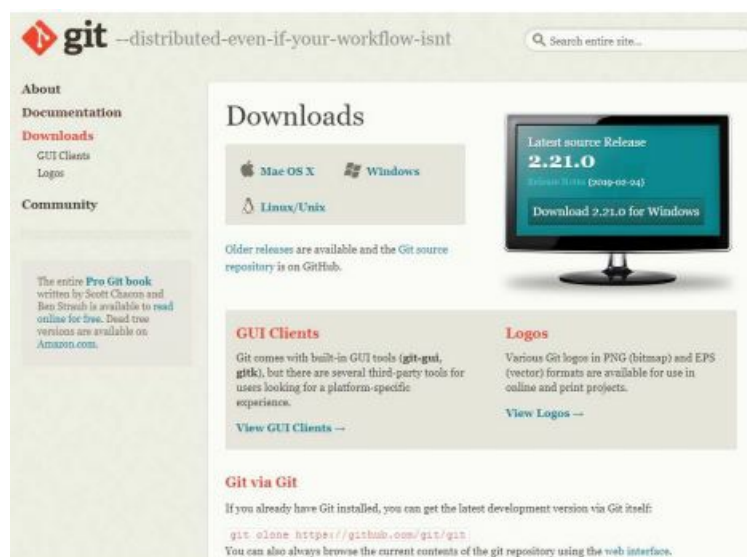 git --distributed-even-if-your-workflow-isnt
Search entire site...
About
Documentation
Downloads
GUI Clients
Logos
Community
The entire Pro Git book
written by Scott Chacon and
Ben Straub is available to read
online for free. Dead tree
versions are available on
Amazon.com.
Downloads
Mac OS X
Windows
Linux/Unix
Older releases are available and the Git source
repository is on GitHub.
Latest source Release
2.21.0
Release Notes (2019-02-24)
Download 2.21.0 for Windows
GUI Clients
Git comes with built-in GUI tools (git-gui,
gitk), but there are several third-party tools for
users looking for a platform-specific
experience.
View GUI Clients →
Logos
Various Git logos in PNG (bitmap) and EPS
(vector) formats are available for use in
online and print projects.
View Logos →
Git via Git
If you already have Git installed, you can get the latest development version via Git itself:
git clone https://github.com/git/git
You can also always browse the current contents of the git repository using the web interface.